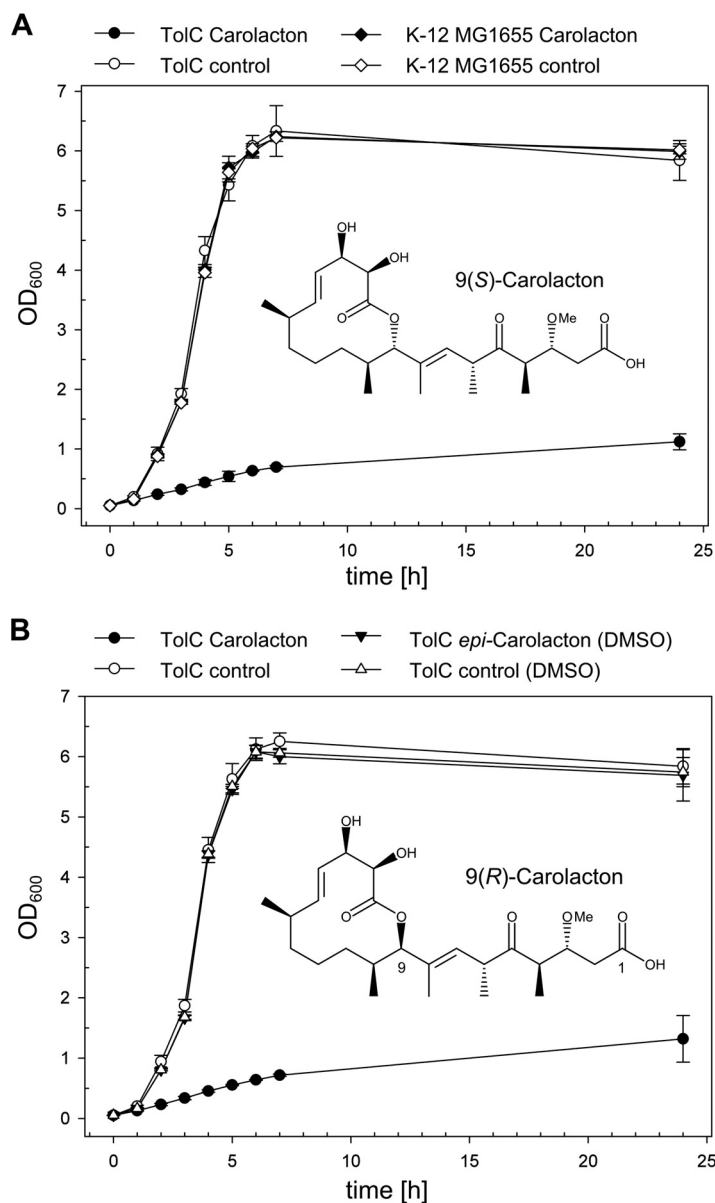 A
TolC Carolacton K-12 MG1655 Carolacton
TolC control K-12 MG1655 control
7
6
5
4
3
2
1
0
OD600
OH
OH
9(S)-Carolacton
O
O
O
OMe
O
OH
0 5 10 15 20 25
time [h]
B
TolC Carolacton TolC epi-Carolacton (DMSO)
TolC control TolC control (DMSO)
7
6
5
4
3
2
1
0
OD600
OH
OH
9(R)-Carolacton
O
O
O
OMe
O
9
1
OH
0 5 10 15 20 25
time [h]